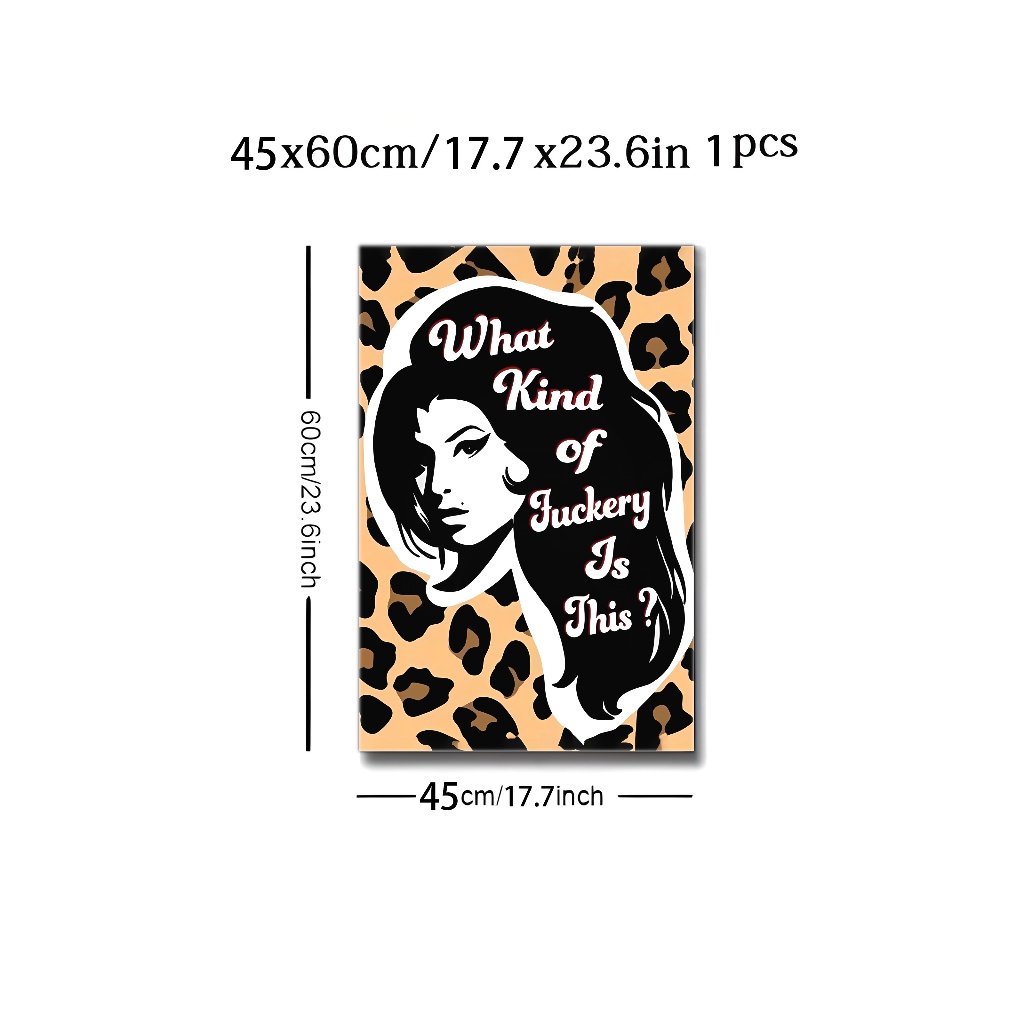 45x60cm/17.7 x23.6in 1pcs
What
Kind
of
Fuckery
Is
This?
60cm/23.6inch
45cm/17.7inch